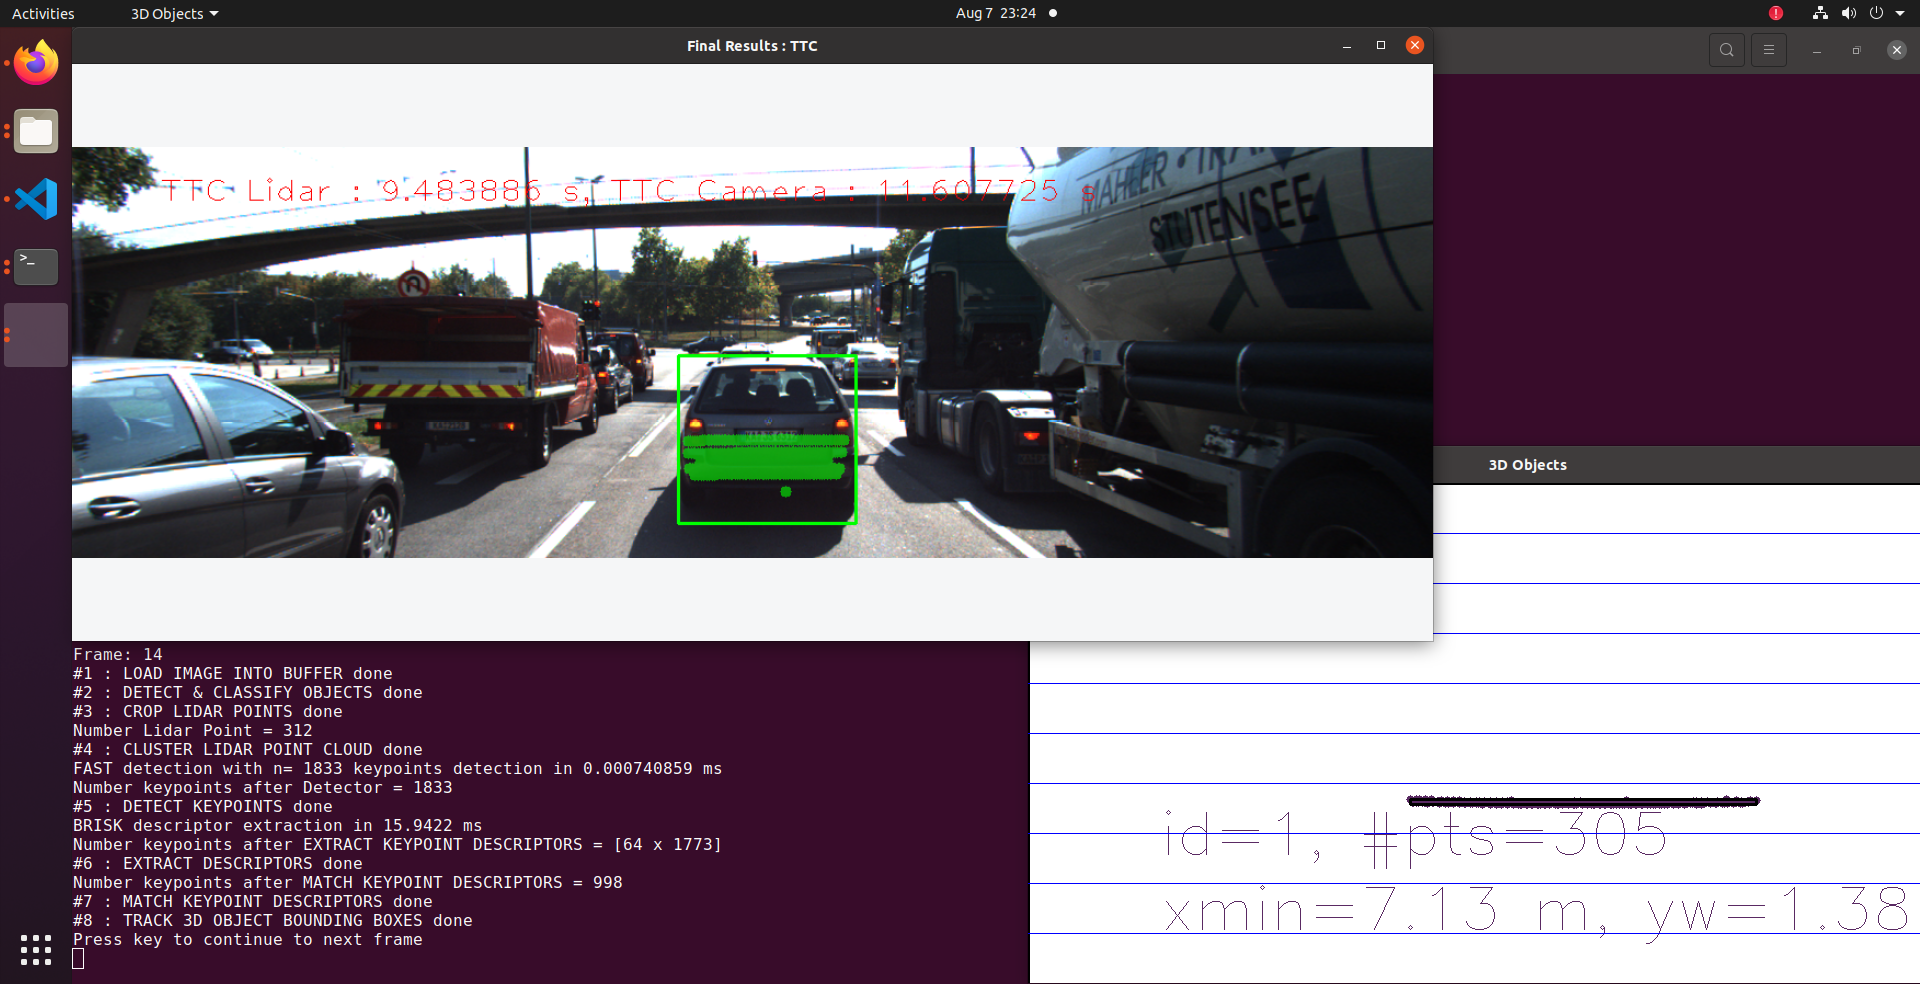 Activities
3D Objects
Aug 7 23:24
Final Results : TTC
TTC Lidar : 9.483886 s, TTC Camera : 11.607725 s
MAHLER
STUTENSEE
3D Objects
Frame: 14
#1 : LOAD IMAGE INTO BUFFER done
#2 : DETECT & CLASSIFY OBJECTS done
#3 : CROP LIDAR POINTS done
Number Lidar Point = 312
#4 : CLUSTER LIDAR POINT CLOUD done
FAST detection with n= 1833 keypoints detection in 0.000740859 ms
Number keypoints after Detector = 1833
#5 : DETECT KEYPOINTS done
BRISK descriptor extraction in 15.9422 ms
Number keypoints after EXTRACT KEYPOINT DESCRIPTORS = [64 x 1773]
#6 : EXTRACT DESCRIPTORS done
Number keypoints after MATCH KEYPOINT DESCRIPTORS = 998
#7 : MATCH KEYPOINT DESCRIPTORS done
#8 : TRACK 3D OBJECT BOUNDING BOXES done
Press key to continue to next frame
id=1, #pts=305
xmin=7.13 m, yw=1.38